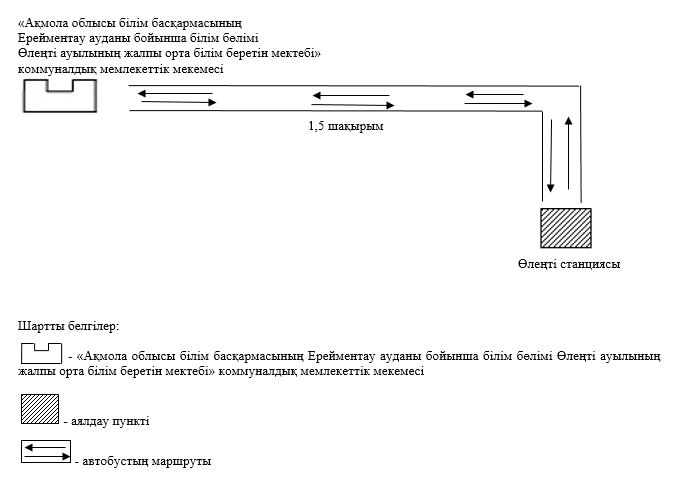 «Ақмола облысы білім басқармасының
Ерейментау ауданы бойынша білім бөлімі
Өлеңті ауылының жалпы орта білім беретін мектебі»
коммуналдық мемлекеттік мекемесі
1,5 шақырым
Өлеңті станциясы
Шартты белгілер:
- «Ақмола облысы білім басқармасының Ерейментау ауданы бойынша білім бөлімі Өлеңті ауылының
жалпы орта білім беретін мектебі» коммуналдық мемлекеттік мекемесі
- аялдау пункті
- автобустың маршруты